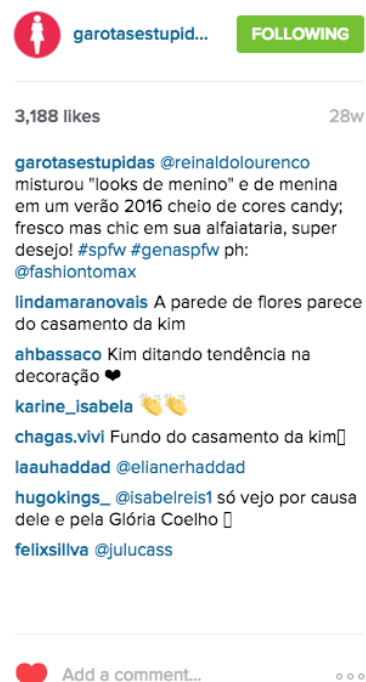 garotasestupid...
FOLLOWING
3,188 likes
28w
garotasestupidas @reinaldolourenco
misturou "looks de menino" e de menina
em um verão 2016 cheio de cores candy;
fresco mas chic em sua alfaiataria, super
desejo! #spfw #genaspfw ph:
@fashiontomax
lindamaranovais A parede de flores parece
do casamento da kim
ahbassaco Kim ditando tendência na
decoração ❤
karine_isabela 👏👏
chagas.vivi Fundo do casamento da kim▯
laauhaddad @elianerhaddad
hugokings_ @isabelreis1 só vejo por causa
dele e pela Glória Coelho ▯
felixsillva @julucass
Add a comment...